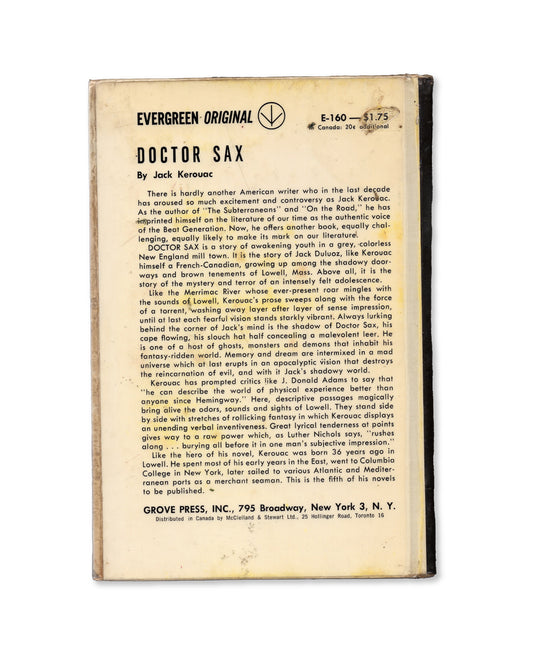 EVERGREEN ORIGINAL E-160 — $1.75
Canada: 20¢ additional
DOCTOR SAX
By Jack Kerouac
There is hardly another American writer who in the last decade
has aroused so much excitement and controversy as Jack Kerouac.
As the author of "The Subterraneans" and "On the Road," he has
imprinted himself on the literature of our time as the authentic voice
of the Beat Generation. Now, he offers another book, equally chal-
lenging, equally likely to make its mark on our literature.
DOCTOR SAX is a story of awakening youth in a grey, colorless
New England mill town. It is the story of Jack Duluoz, like Kerouac
himself a French-Canadian, growing up among the shadowy door-
ways and brown tenements of Lowell, Mass. Above all, it is the
story of the mystery and terror of an intensely felt adolescence.
Like the Merrimac River whose ever-present roar mingles with
the sounds of Lowell, Kerouac's prose sweeps along with the force
of a torrent, washing away layer after layer of sense impression,
until at last each fearful vision stands starkly vibrant. Always lurking
behind the corner of Jack's mind is the shadow of Doctor Sax, his
cape flowing, his slouch hat half concealing a malevolent leer. He
is one of a host of ghosts, monsters and demons that inhabit his
fantasy-ridden world. Memory and dream are intermixed in a mad
universe which at last erupts in an apocalyptic vision that destroys
the reincarnation of evil, and with it Jack's shadowy world.
Kerouac has prompted critics like J. Donald Adams to say that
"he can describe the world of physical experience better than
anyone since Hemingway." Here, descriptive passages magically
bring alive the odors, sounds and sights of Lowell. They stand side
by side with stretches of rollicking fantasy in which Kerouac displays
an unending verbal inventiveness. Great lyrical tenderness at points
gives way to a raw power which, as Luther Nichols says, "rushes
along . . . burying all before it in one man's subjective impression."
Like the hero of his novel, Kerouac was born 36 years ago in
Lowell. He spent most of his early years in the East, went to Columbia
College in New York, later sailed to various Atlantic and Mediter-
ranean ports as a merchant seaman. This is the fifth of his novels
to be published.
GROVE PRESS, INC., 795 Broadway, New York 3, N. Y.
Distributed in Canada by McClelland & Stewart Ltd., 25 Hollinger Road, Toronto 16